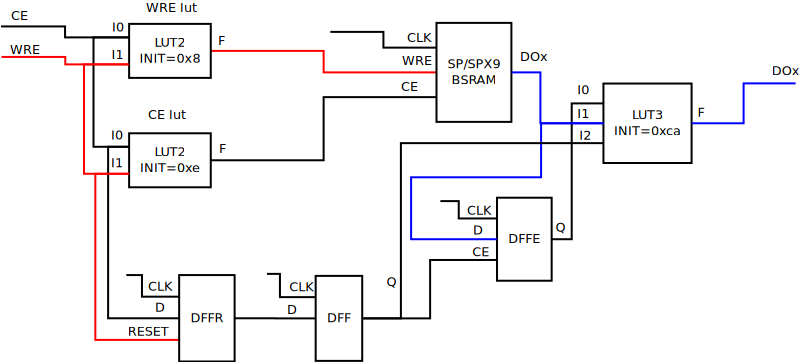 WRE lut
CE
I0
LUT2
INIT=0x8
F
WRE
I1
CLK
WRE
CE
SP/SPX9
BSRAM
DOx
DOx
I0
I1
I2
LUT3
INIT=0xca
F
CE lut
I0
I1
LUT2
INIT=0xe
F
CLK
D
CE
DFFE
Q
CLK
D
RESET
DFFR
CLK
D
DFF
Q